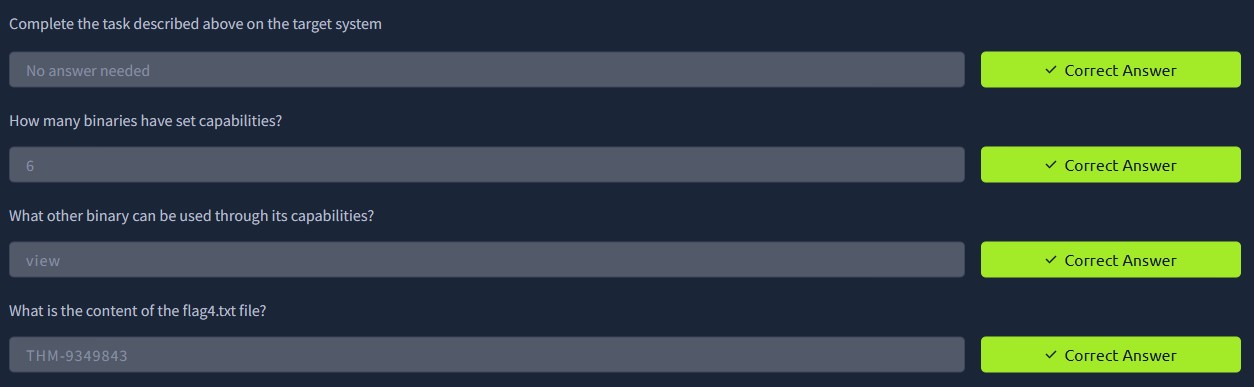 Complete the task described above on the target system
No answer needed
✓ Correct Answer
How many binaries have set capabilities?
6
✓ Correct Answer
What other binary can be used through its capabilities?
view
✓ Correct Answer
What is the content of the flag4.txt file?
THM-9349843
✓ Correct Answer